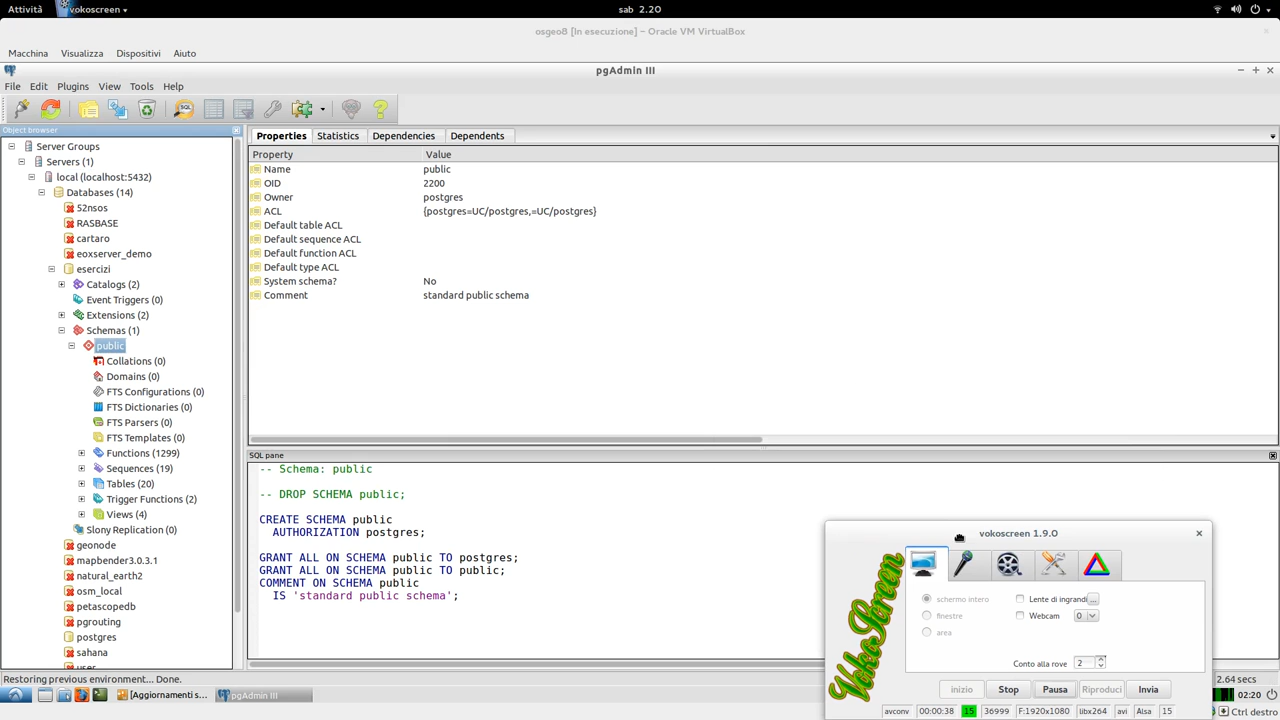 Attività vokoscreen sab 2.20
osgeo8 [In esecuzione] - Oracle VM VirtualBox
Macchina Visualizza Dispositivi Aiuto
pgAdmin III
File Edit Plugins View Tools Help
SQL
Object browser
Server Groups
Servers (1)
local (localhost:5432)
Databases (14)
52nsos
RASBASE
cartaro
eoxserver_demo
esercizi
Catalogs (2)
Event Triggers (0)
Extensions (2)
Schemas (1)
public
Collations (0)
Domains (0)
FTS Configurations (0)
FTS Dictionaries (0)
FTS Parsers (0)
FTS Templates (0)
Functions (1299)
Sequences (19)
Tables (20)
Trigger Functions (2)
Views (4)
Slony Replication (0)
geonode
mapbender3.0.3.1
natural_earth2
osm_local
petascopedb
pgrouting
postgres
sahana
user
Properties Statistics Dependencies Dependents
Property Value
Name public
OID 2200
Owner postgres
ACL {postgres=UC/postgres,=UC/postgres}
Default table ACL
Default sequence ACL
Default function ACL
Default type ACL
System schema? No
Comment standard public schema
SQL pane
-- Schema: public
-- DROP SCHEMA public;
CREATE SCHEMA public
AUTHORIZATION postgres;
GRANT ALL ON SCHEMA public TO postgres;
GRANT ALL ON SCHEMA public TO public;
COMMENT ON SCHEMA public
IS 'standard public schema';
vokoscreen 1.9.0
VokoScreen
schermo intero Lente di ingrandi ...
finestre Webcam 0
area
Conto alla rove 2
inizio Stop Pausa Riproduci Invia
avconv 00:00:38 15 36999 F:1920x1080 libx264 avi Alsa 15
Restoring previous environment... Done. 2.64 secs
[Aggiornamenti s... pgAdmin III 02:20
Ctrl destro